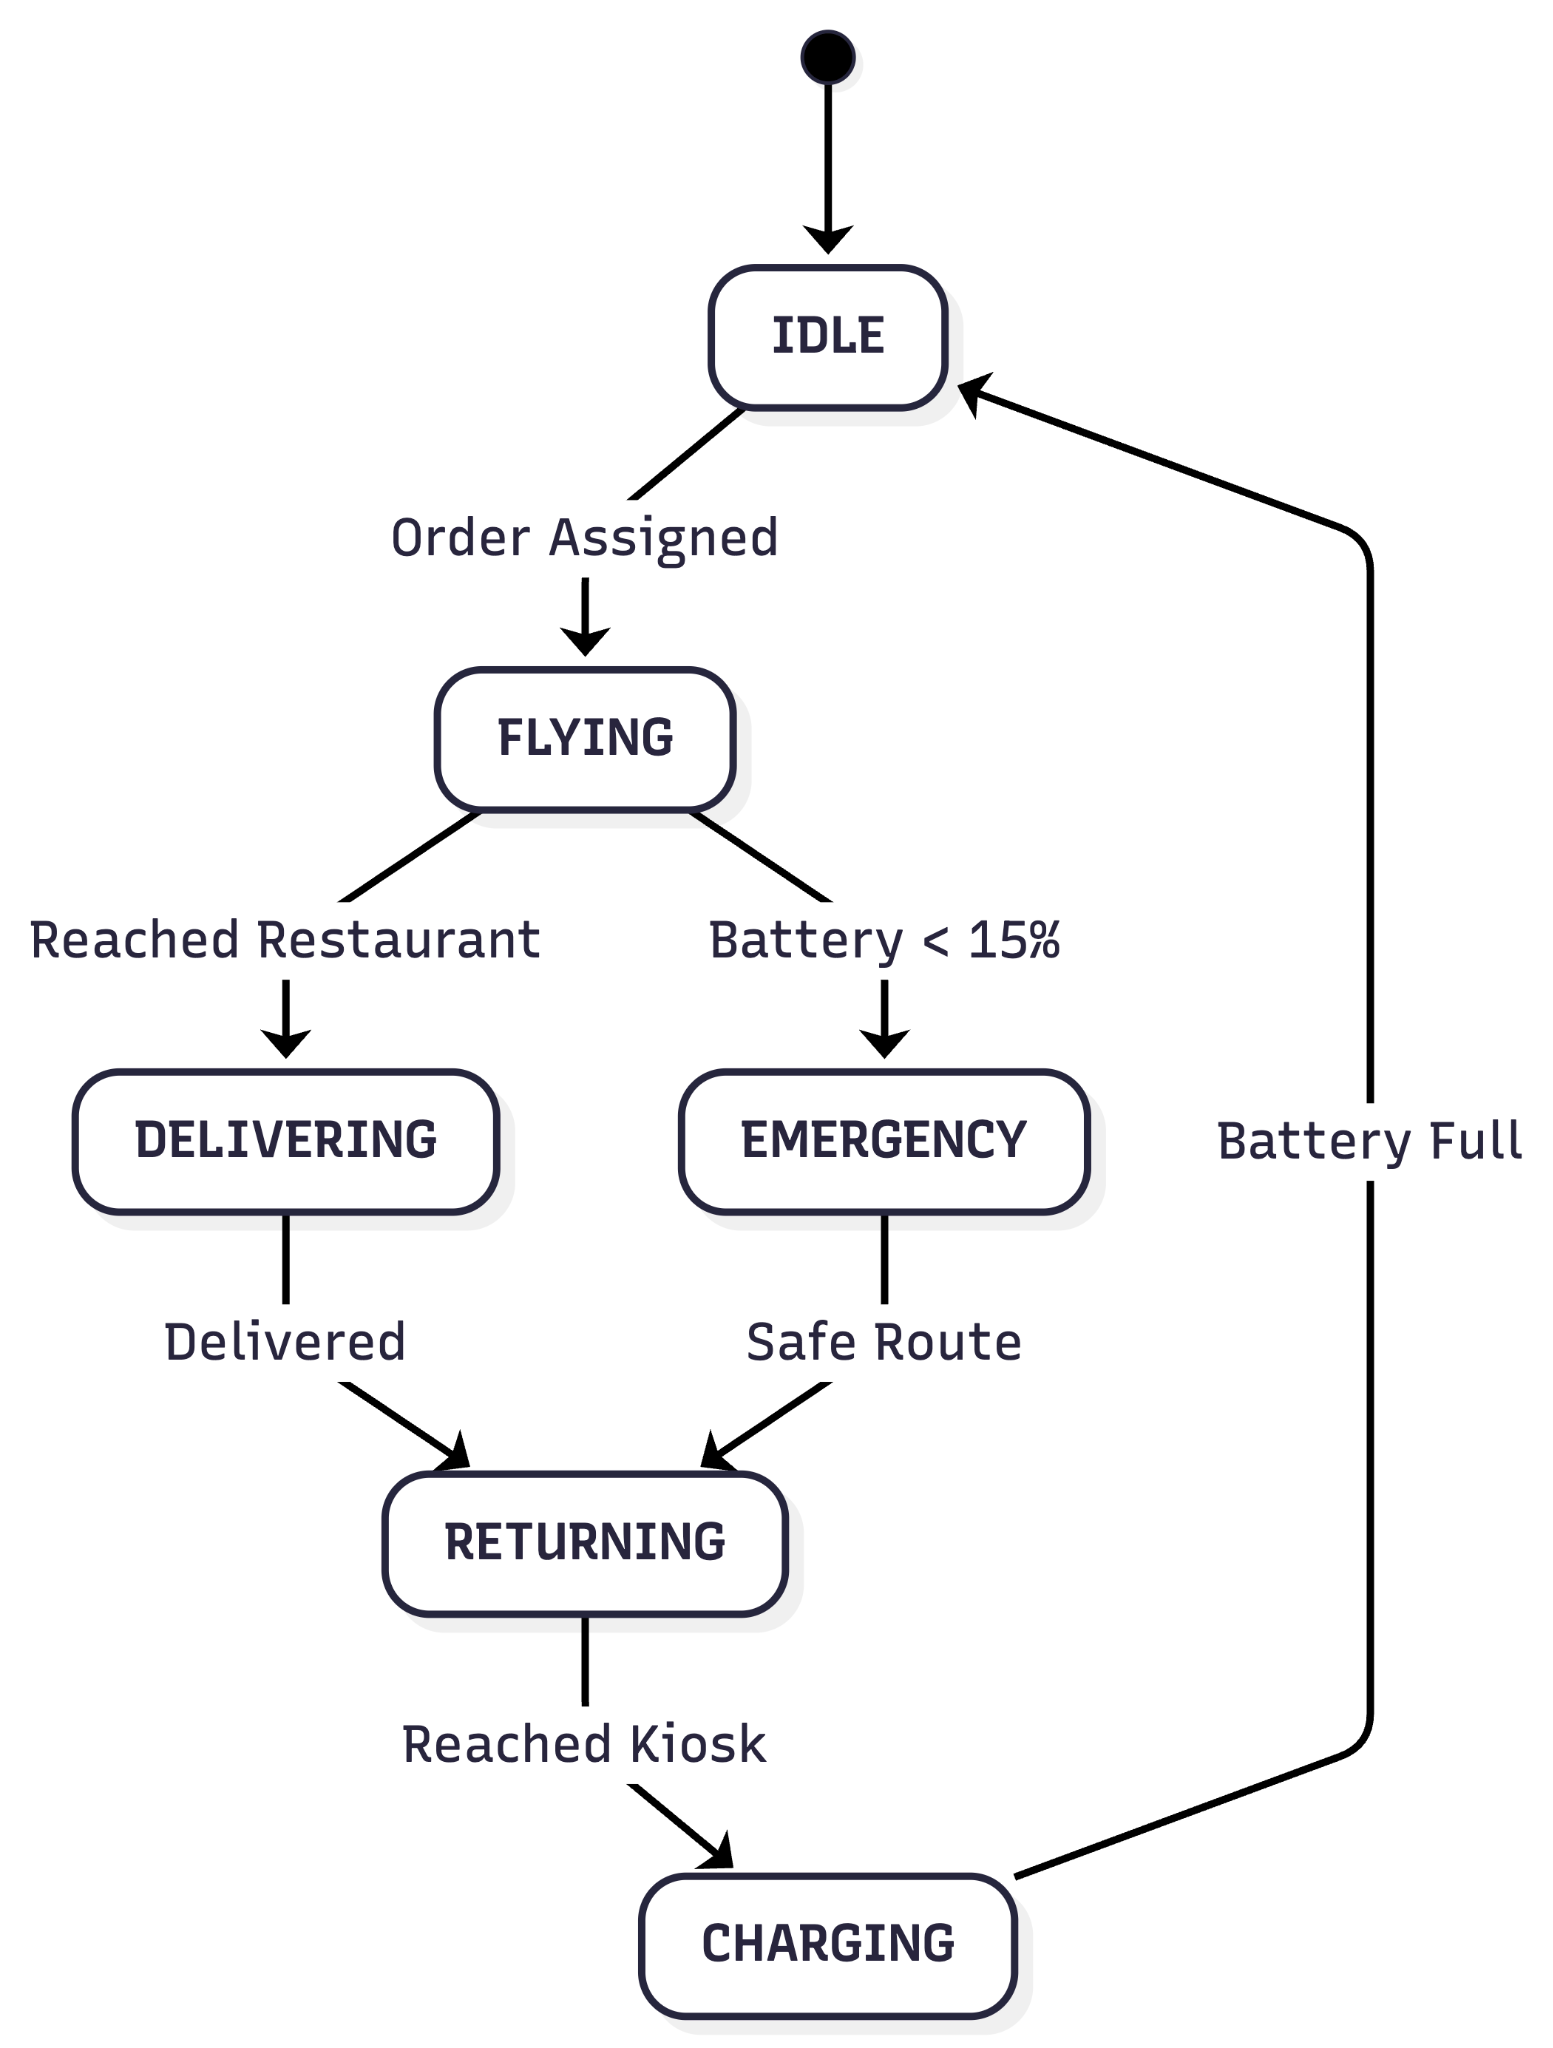 IDLE
Order Assigned
FLYING
Reached Restaurant
Battery < 15%
DELIVERING
EMERGENCY
Battery Full
Delivered
Safe Route
RETURNING
Reached Kiosk
CHARGING